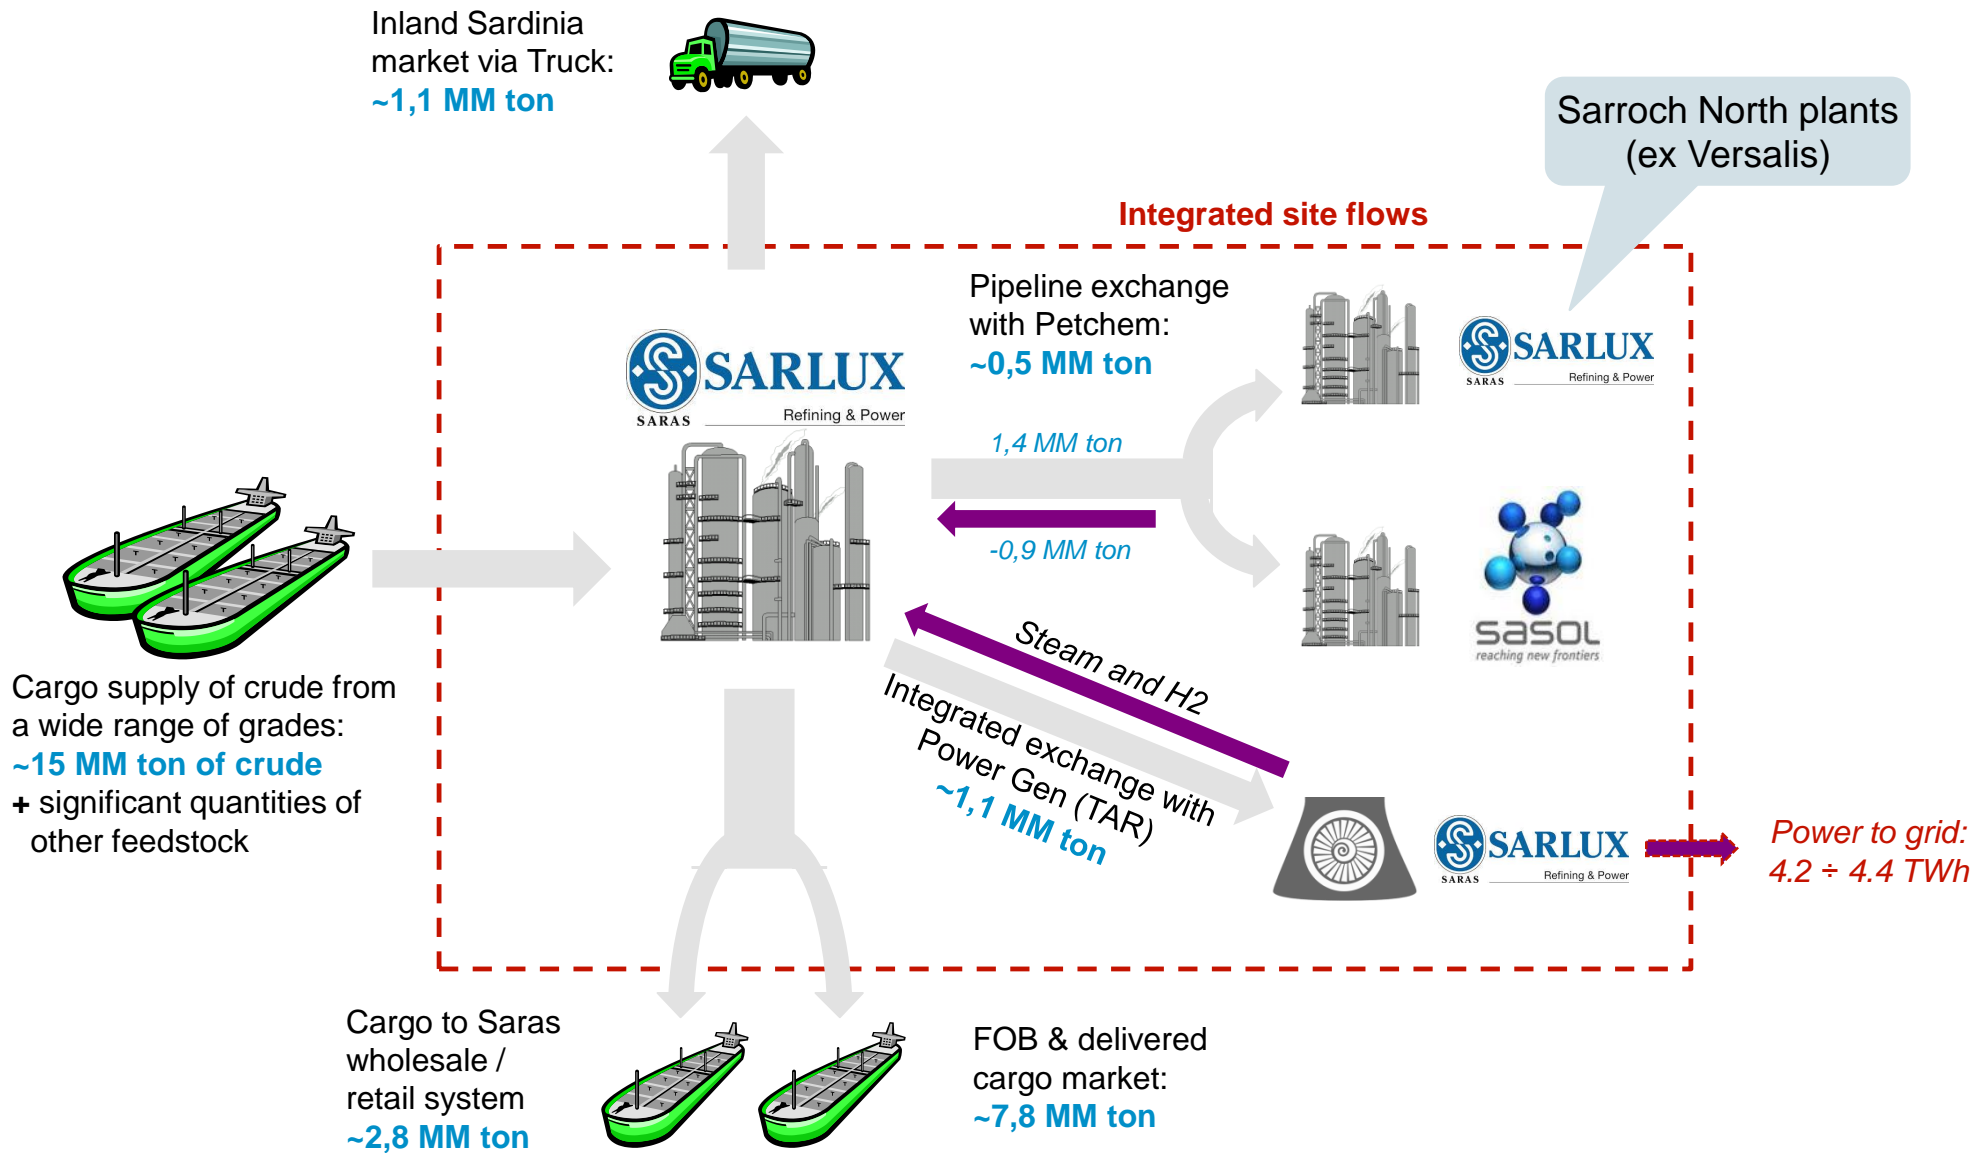 Inland Sardinia
market via Truck:
~1,1 MM ton
Sarroch North plants
(ex Versalis)
Integrated site flows
Pipeline exchange
with Petchem:
~0,5 MM ton
SARLUX
SARAS
Refining & Power
SARLUX
SARAS
Refining & Power
1,4 MM ton
-0,9 MM ton
sasol
reaching new frontiers
Steam and H2
Integrated exchange with
Power Gen (TAR)
~1,1 MM ton
Cargo supply of crude from
a wide range of grades:
~15 MM ton of crude
+ significant quantities of
other feedstock
SARLUX
SARAS
Refining & Power
Power to grid:
4.2 ÷ 4.4 TWh
Cargo to Saras
wholesale /
retail system
~2,8 MM ton
FOB & delivered
cargo market:
~7,8 MM ton